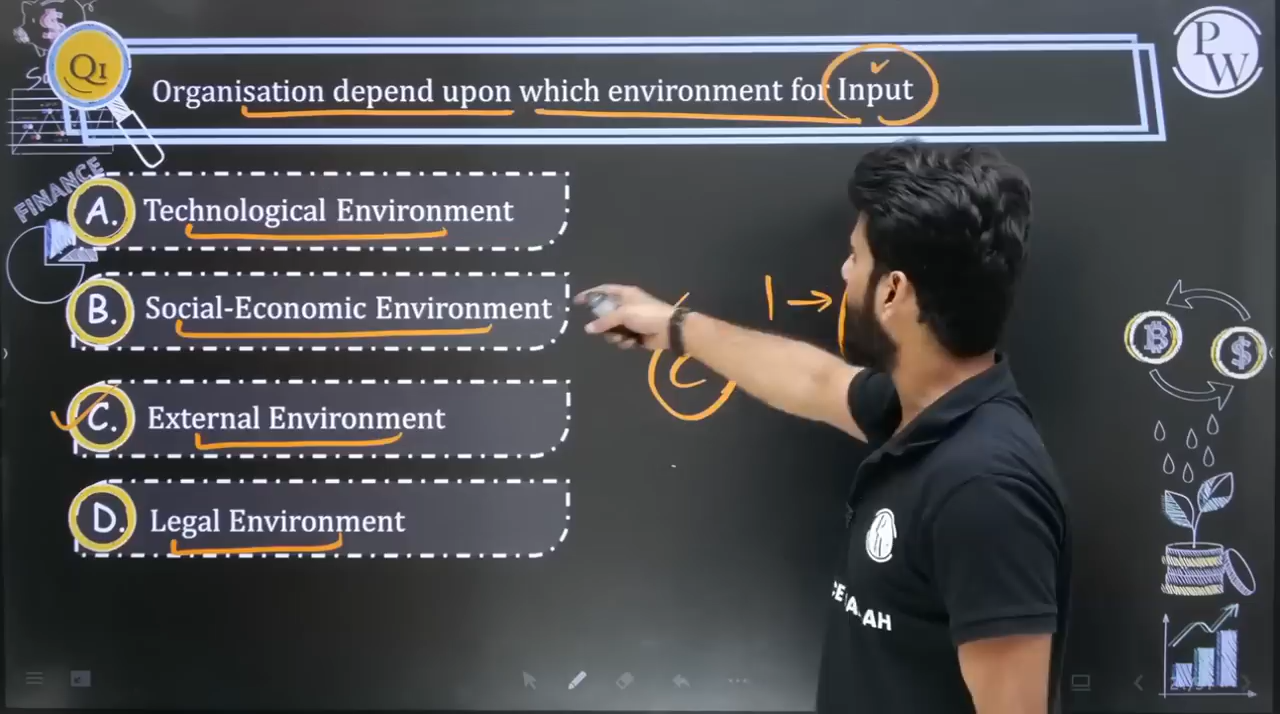 Q1
Organisation depend upon which environment for Input
PW
FINANCE
A. Technological Environment
B. Social-Economic Environment
C. External Environment
D. Legal Environment
1 →
C